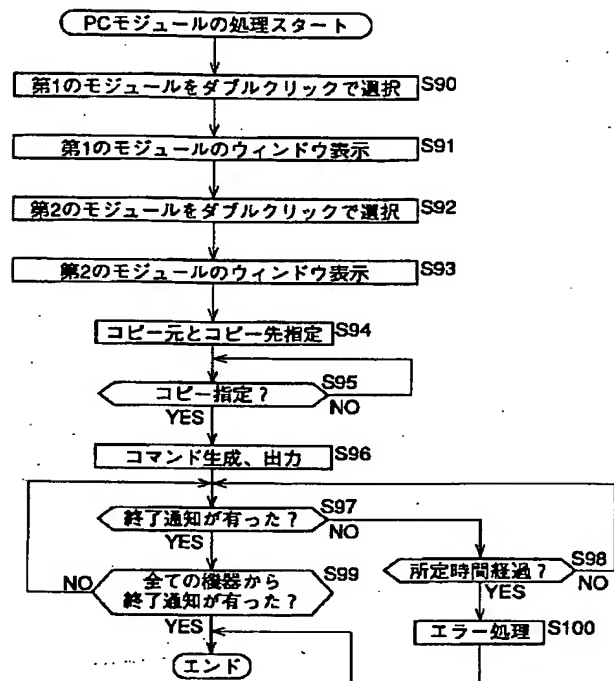 PCモジュールの処理スタート
第1のモジュールをダブルクリックで選択 S90
第1のモジュールのウィンドウ表示 S91
第2のモジュールをダブルクリックで選択 S92
第2のモジュールのウィンドウ表示 S93
コピー元とコピー先指定 S94
コピー指定? S95
YES NO
コマンド生成、出力 S96
終了通知が有った? S97
YES NO
所定時間経過? S98
YES NO
全ての機器から
終了通知が有った? S99
NO
YES
エラー処理 S100
エンド